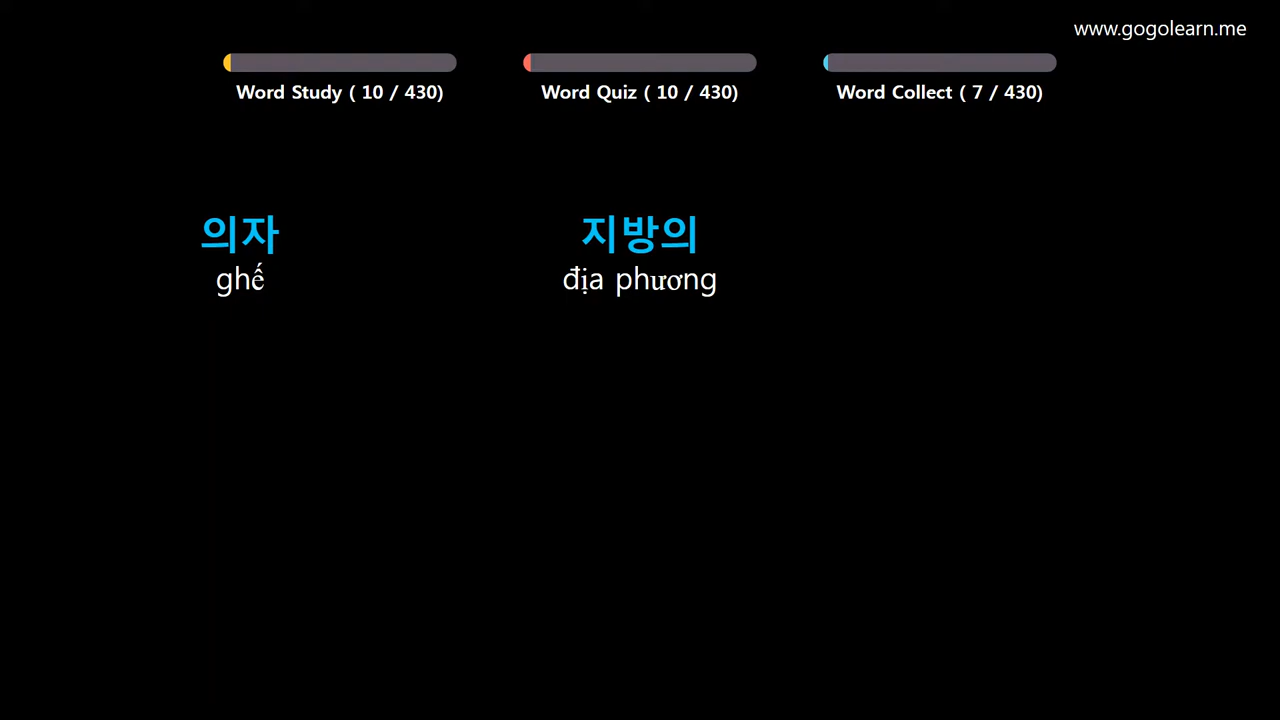 www.gogolearn.me
Word Study ( 10 / 430)
Word Quiz ( 10 / 430)
Word Collect ( 7 / 430)
의자
ghế
지방의
địa phương